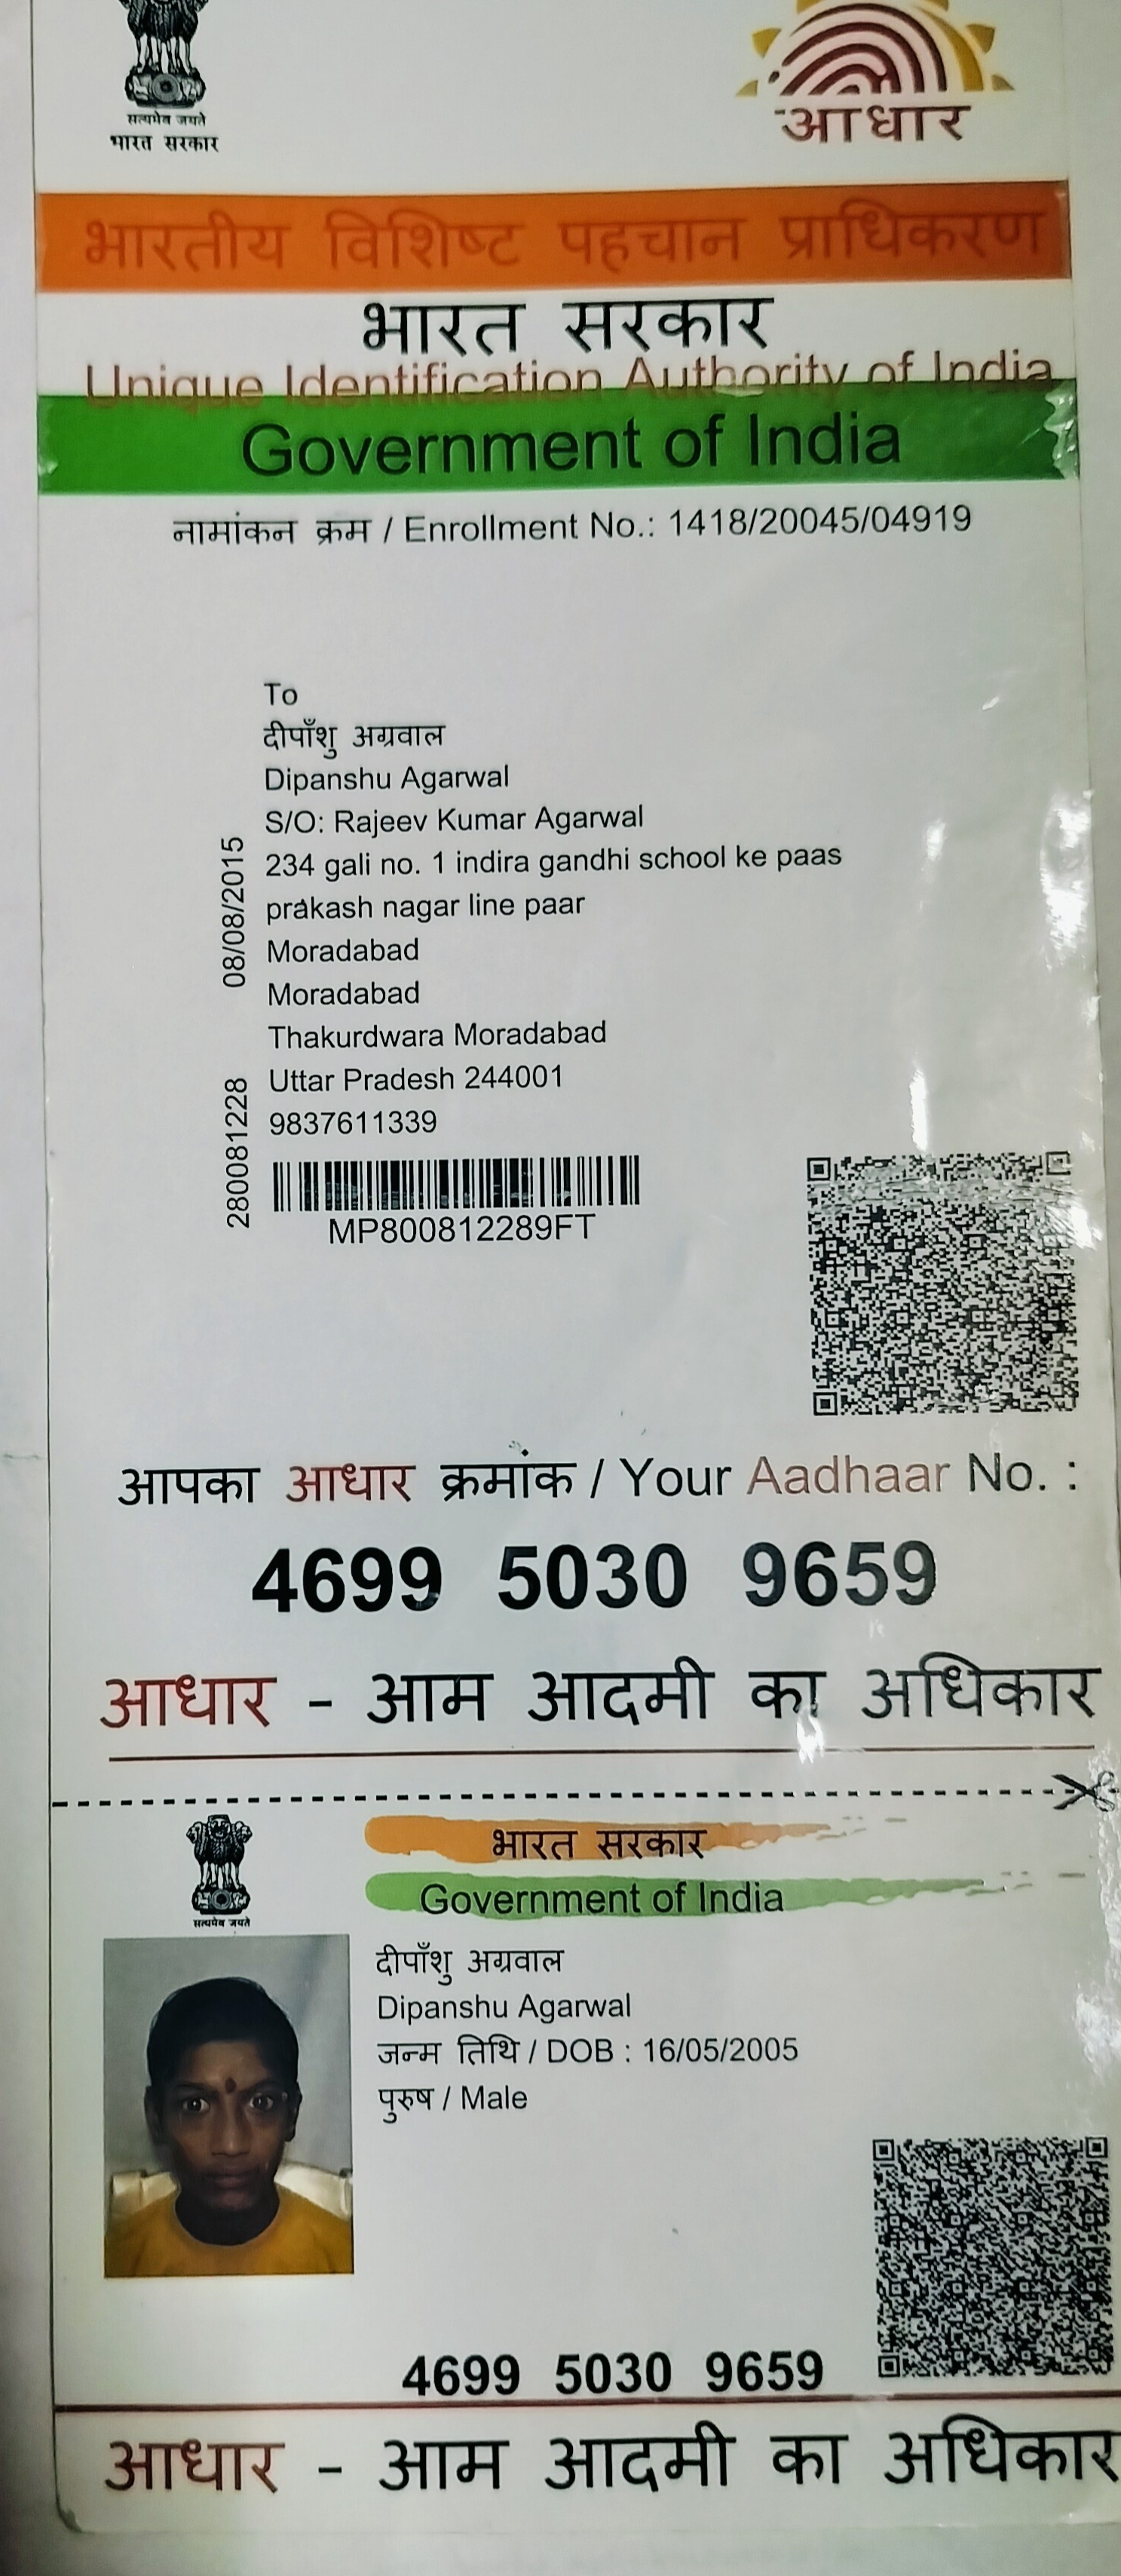 सत्यमेव जयते
भारत सरकार
आधार
भारतीय विशिष्ट पहचान प्राधिकरण
भारत सरकार
Unique Identification Authority of India
Government of India
नामांकन क्रम / Enrollment No.: 1418/20045/04919
To
दीपाँशु अग्रवाल
Dipanshu Agarwal
S/O: Rajeev Kumar Agarwal
234 gali no. 1 indira gandhi school ke paas
prakash nagar line paar
Moradabad
Moradabad
Thakurdwara Moradabad
Uttar Pradesh 244001
9837611339
08/08/2015
280081228
MP800812289FT
आपका आधार क्रमांक / Your Aadhaar No. :
4699 5030 9659
आधार - आम आदमी का अधिकार
सत्यमेव जयते
भारत सरकार
Government of India
दीपाँशु अग्रवाल
Dipanshu Agarwal
जन्म तिथि / DOB : 16/05/2005
पुरुष / Male
4699 5030 9659
आधार - आम आदमी का अधिकार